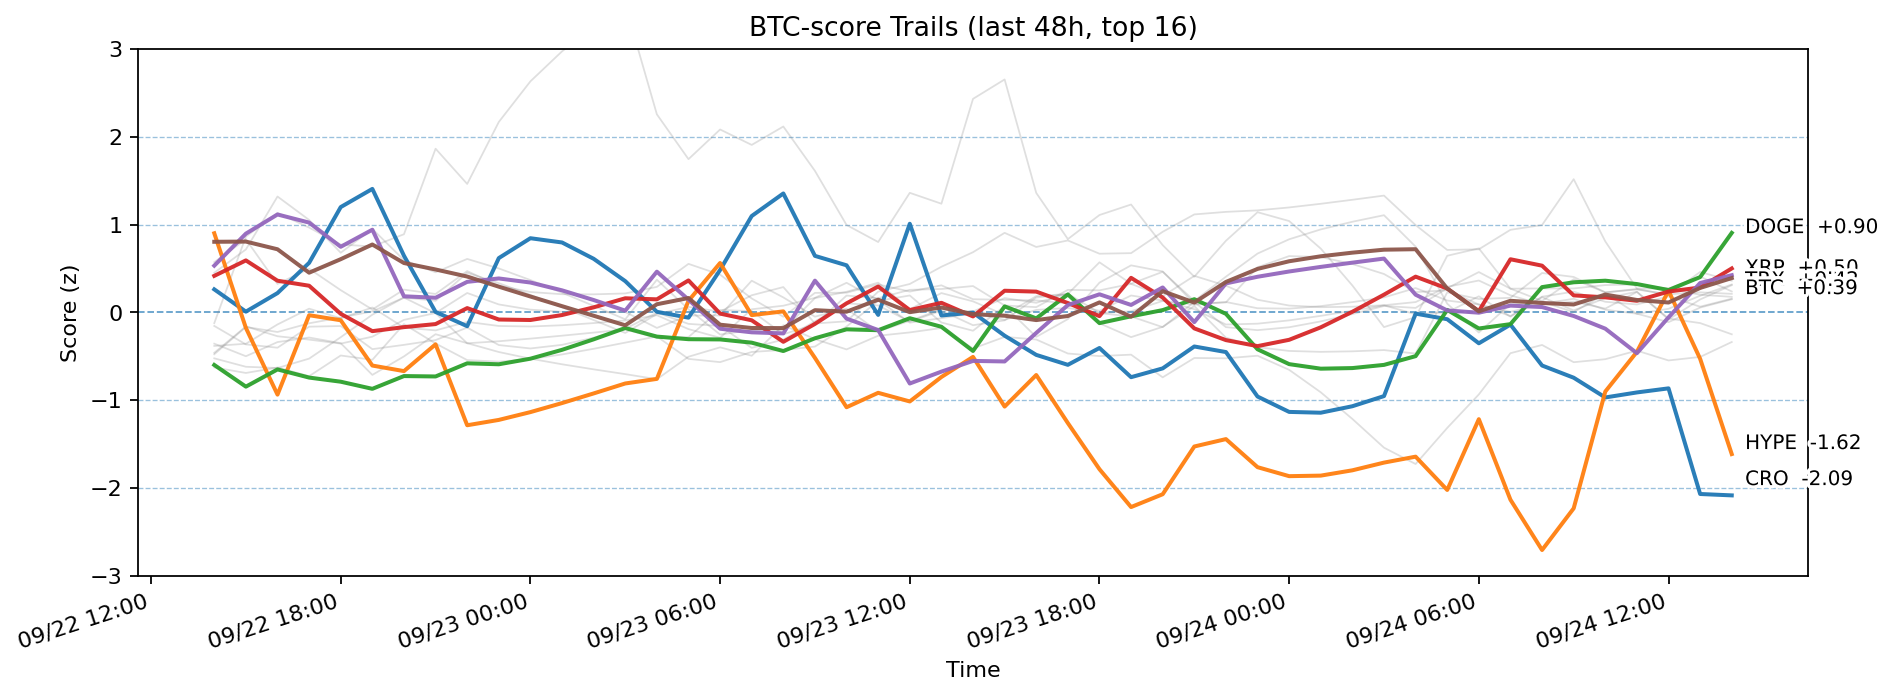 BTC-score Trails (last 48h, top 16)
Score (z)
3
2
1
0
−1
−2
−3
DOGE +0.90
XRP +0.50
BTC +0.39
HYPE -1.62
CRO -2.09
09/22 12:00
09/22 18:00
09/23 00:00
09/23 06:00
09/23 12:00
09/23 18:00
09/24 00:00
09/24 06:00
09/24 12:00
Time